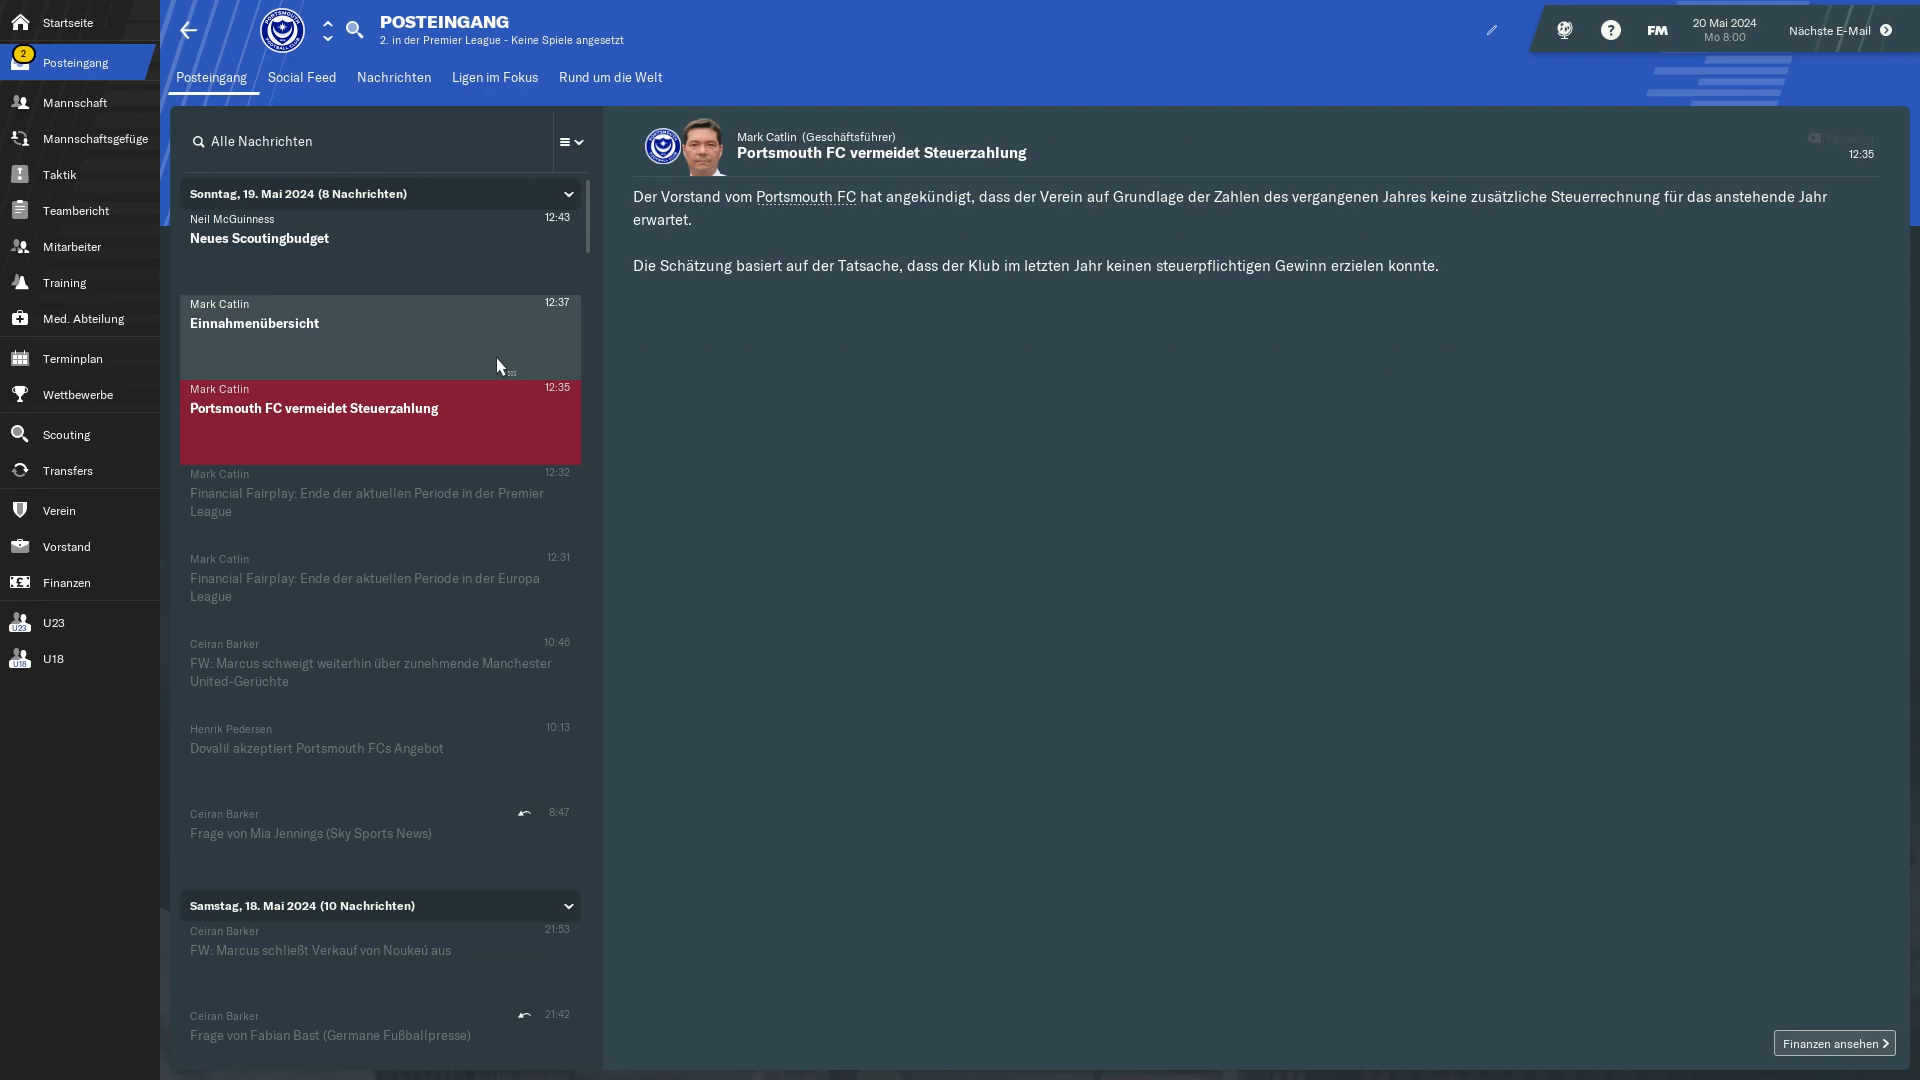 Startseite
2
Posteingang
Mannschaft
Mannschaftsgefüge
Taktik
Teambericht
Mitarbeiter
Training
Med. Abteilung
Terminplan
Wettbewerbe
Scouting
Transfers
Verein
Vorstand
Finanzen
U23
U23
U18
U18
POSTEINGANG
2. in der Premier League - Keine Spiele angesetzt
FM
20 Mai 2024
Mo 8:00
Nächste E-Mail
Posteingang
Social Feed
Nachrichten
Ligen im Fokus
Rund um die Welt
Alle Nachrichten
Sonntag, 19. Mai 2024 (8 Nachrichten)
Neil McGuinness 12:43
Neues Scoutingbudget
Mark Catlin 12:37
Einnahmenübersicht
Mark Catlin 12:35
Portsmouth FC vermeidet Steuerzahlung
Mark Catlin 12:32
Financial Fairplay: Ende der aktuellen Periode in der Premier
League
Mark Catlin 12:31
Financial Fairplay: Ende der aktuellen Periode in der Europa
League
Ceiran Barker 10:46
FW: Marcus schweigt weiterhin über zunehmende Manchester
United-Gerüchte
Henrik Pedersen 10:13
Dovalil akzeptiert Portsmouth FCs Angebot
Ceiran Barker 8:47
Frage von Mia Jennings (Sky Sports News)
Samstag, 18. Mai 2024 (10 Nachrichten)
Ceiran Barker 21:53
FW: Marcus schließt Verkauf von Noukeú aus
Ceiran Barker 21:42
Frage von Fabian Bast (Germane Fußballpresse)
Mark Catlin (Geschäftsführer)
Finanzen
Portsmouth FC vermeidet Steuerzahlung
12:35
Der Vorstand vom Portsmouth FC hat angekündigt, dass der Verein auf Grundlage der Zahlen des vergangenen Jahres keine zusätzliche Steuerrechnung für das anstehende Jahr
erwartet.
Die Schätzung basiert auf der Tatsache, dass der Klub im letzten Jahr keinen steuerpflichtigen Gewinn erzielen konnte.
Finanzen ansehen